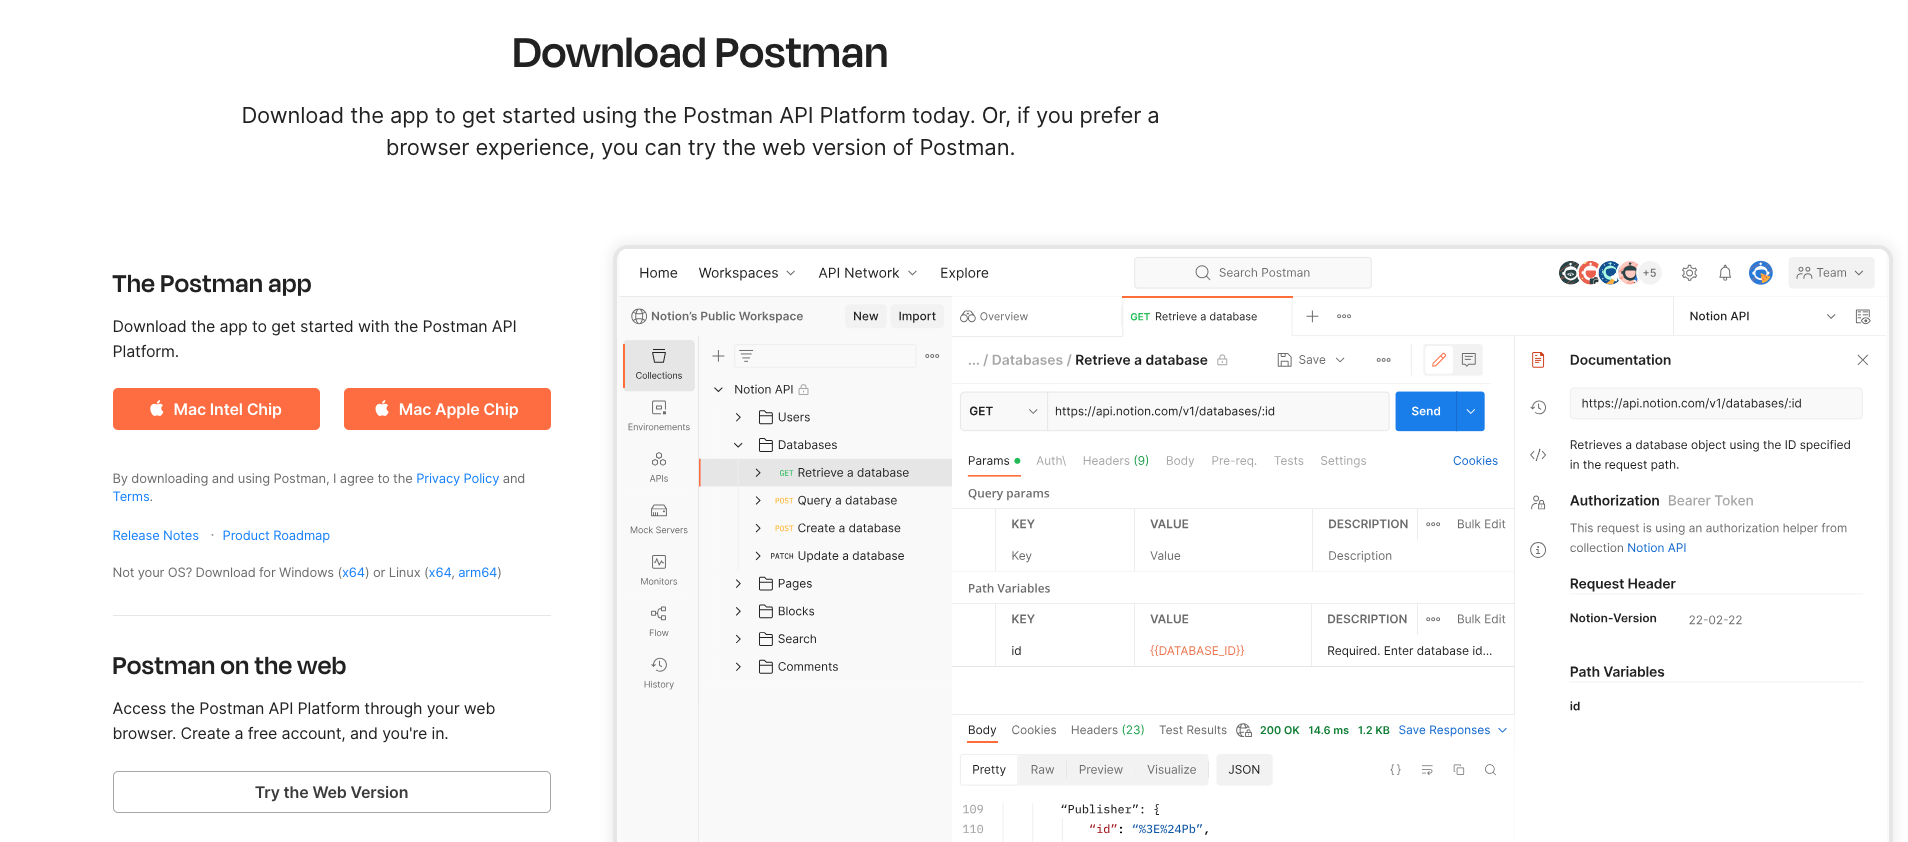 Download Postman
Download the app to get started using the Postman API Platform today. Or, if you prefer a
browser experience, you can try the web version of Postman.
The Postman app
Download the app to get started with the Postman API
Platform.
Mac Intel Chip
Mac Apple Chip
By downloading and using Postman, I agree to the Privacy Policy and
Terms.
Release Notes · Product Roadmap
Not your OS? Download for Windows (x64) or Linux (x64, arm64)
Postman on the web
Access the Postman API Platform through your web
browser. Create a free account, and you're in.
Try the Web Version
Home Workspaces API Network Explore
Search Postman
+5
Team
Notion's Public Workspace
New Import
Overview
GET Retrieve a database
Notion API
Collections
Environements
APIs
Mock Servers
Monitors
Flow
History
Notion API
Users
Databases
GET Retrieve a database
POST Query a database
POST Create a database
PATCH Update a database
Pages
Blocks
Search
Comments
... / Databases / Retrieve a database
Save
GET https://api.notion.com/v1/databases/:id
Send
Params Auth\ Headers (9) Body Pre-req. Tests Settings Cookies
Query params
KEY VALUE DESCRIPTION Bulk Edit
Key Value Description
Path Variables
KEY VALUE DESCRIPTION Bulk Edit
id {{DATABASE_ID}} Required. Enter database id...
Body Cookies Headers (23) Test Results 200 OK 14.6 ms 1.2 KB Save Responses
Pretty Raw Preview Visualize JSON {}
109 “Publisher”: {
110 “id”: “%3E%24Pb”,
Documentation
https://api.notion.com/v1/databases/:id
Retrieves a database object using the ID specified
in the request path.
Authorization Bearer Token
This request is using an authorization helper from
collection Notion API
Request Header
Notion-Version 22-02-22
Path Variables
id